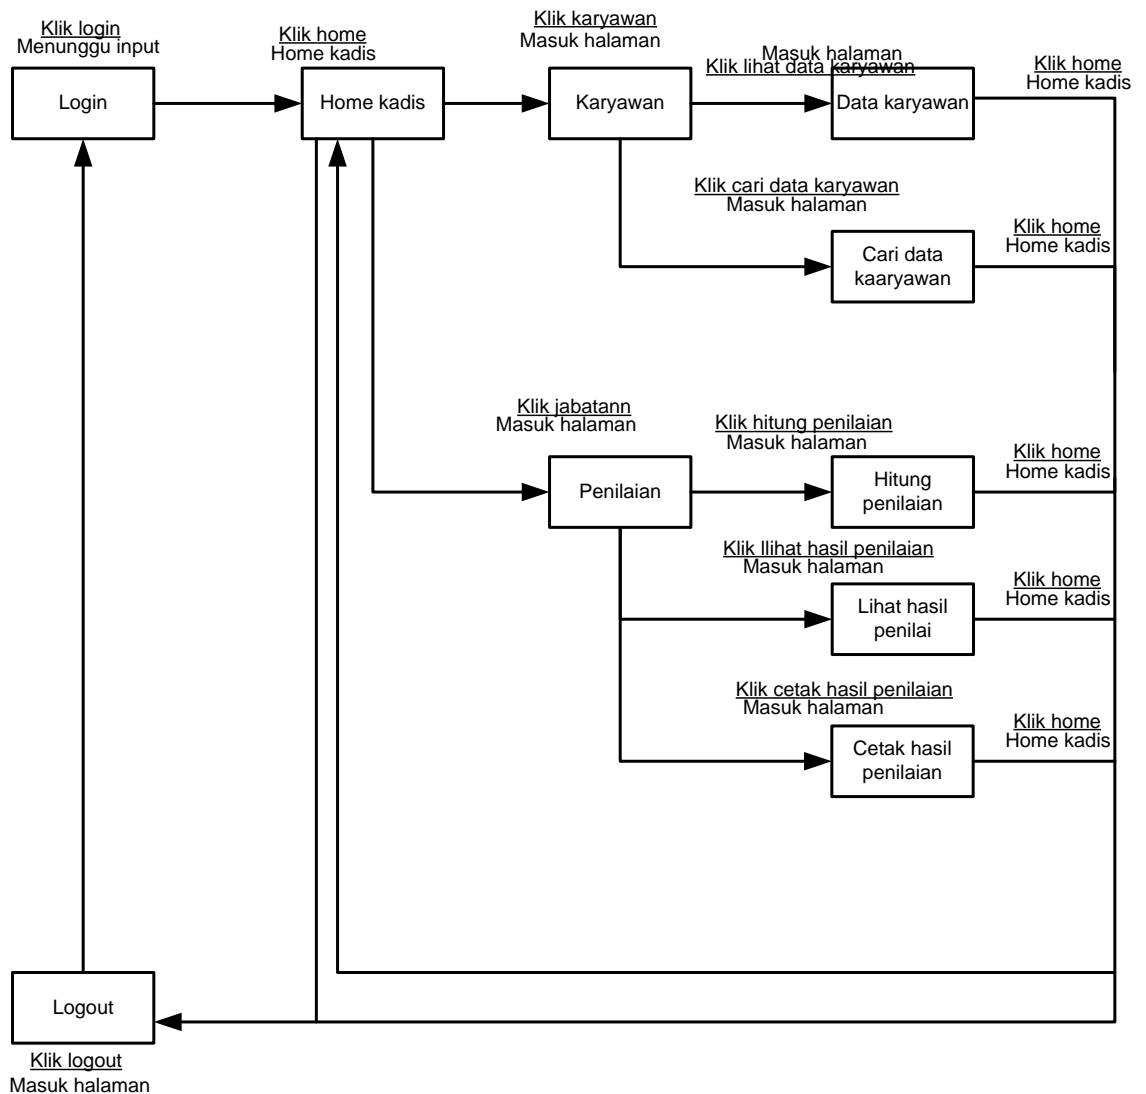 Klik login
Menunggu input
Login
Klik home
Home kadis
Home kadis
Klik karyawan
Masuk halaman
Karyawan
Masuk halaman
Klik lihat data karyawan
Data karyawan
Klik home
Home kadis
Klik cari data karyawan
Masuk halaman
Cari data
kaaryawan
Klik home
Home kadis
Klik jabatann
Masuk halaman
Penilaian
Klik hitung penilaian
Masuk halaman
Hitung
penilaian
Klik home
Home kadis
Klik Llihat hasil penilaian
Masuk halaman
Lihat hasil
penilai
Klik home
Home kadis
Klik cetak hasil penilaian
Masuk halaman
Cetak hasil
penilaian
Klik home
Home kadis
Logout
Klik logout
Masuk halaman